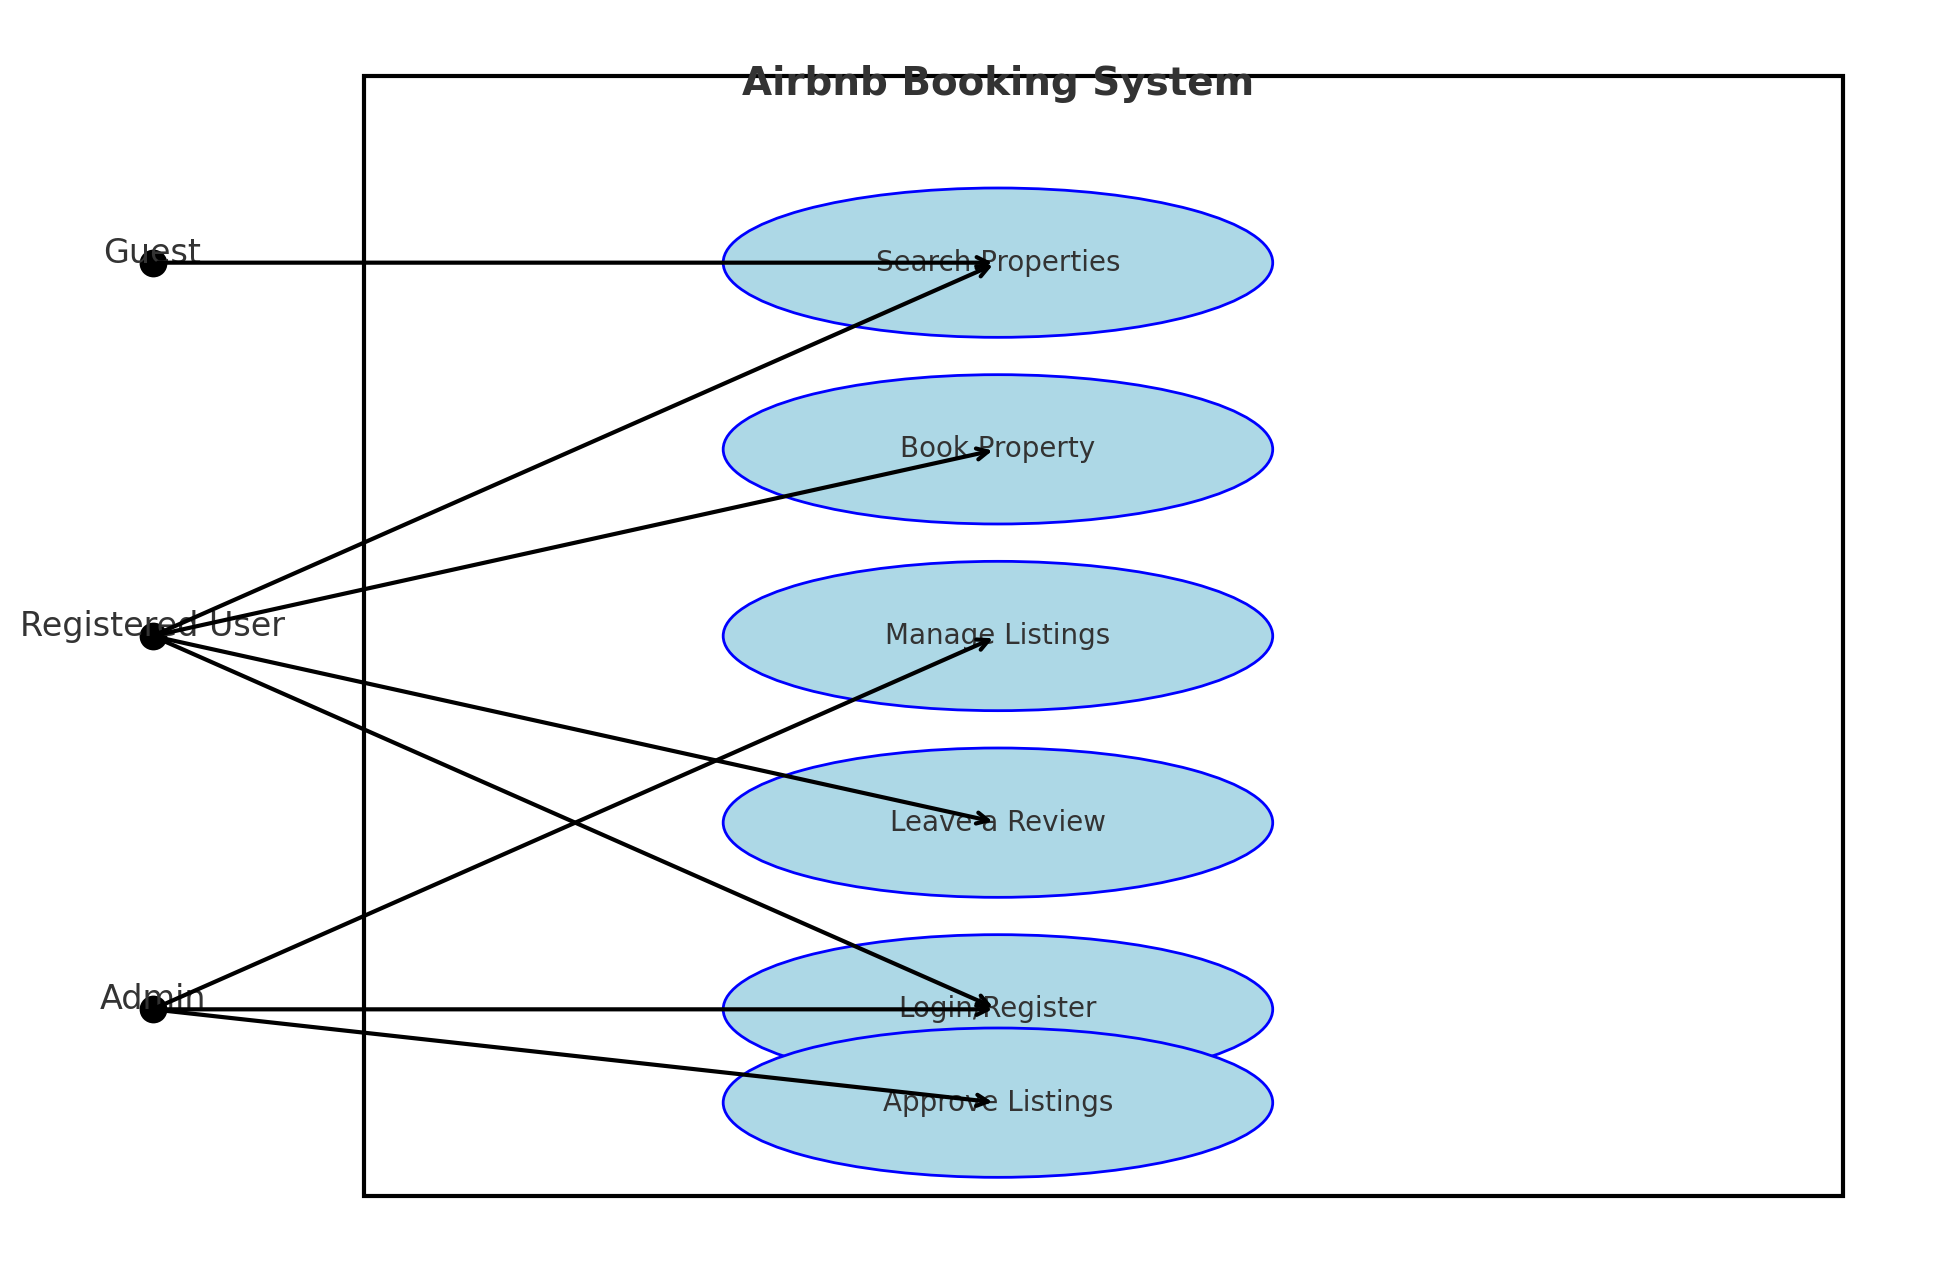 Airbnb Booking System
Guest
Search Properties
Book Property
Registered User
Manage Listings
Leave a Review
Admin
Login/Register
Approve Listings